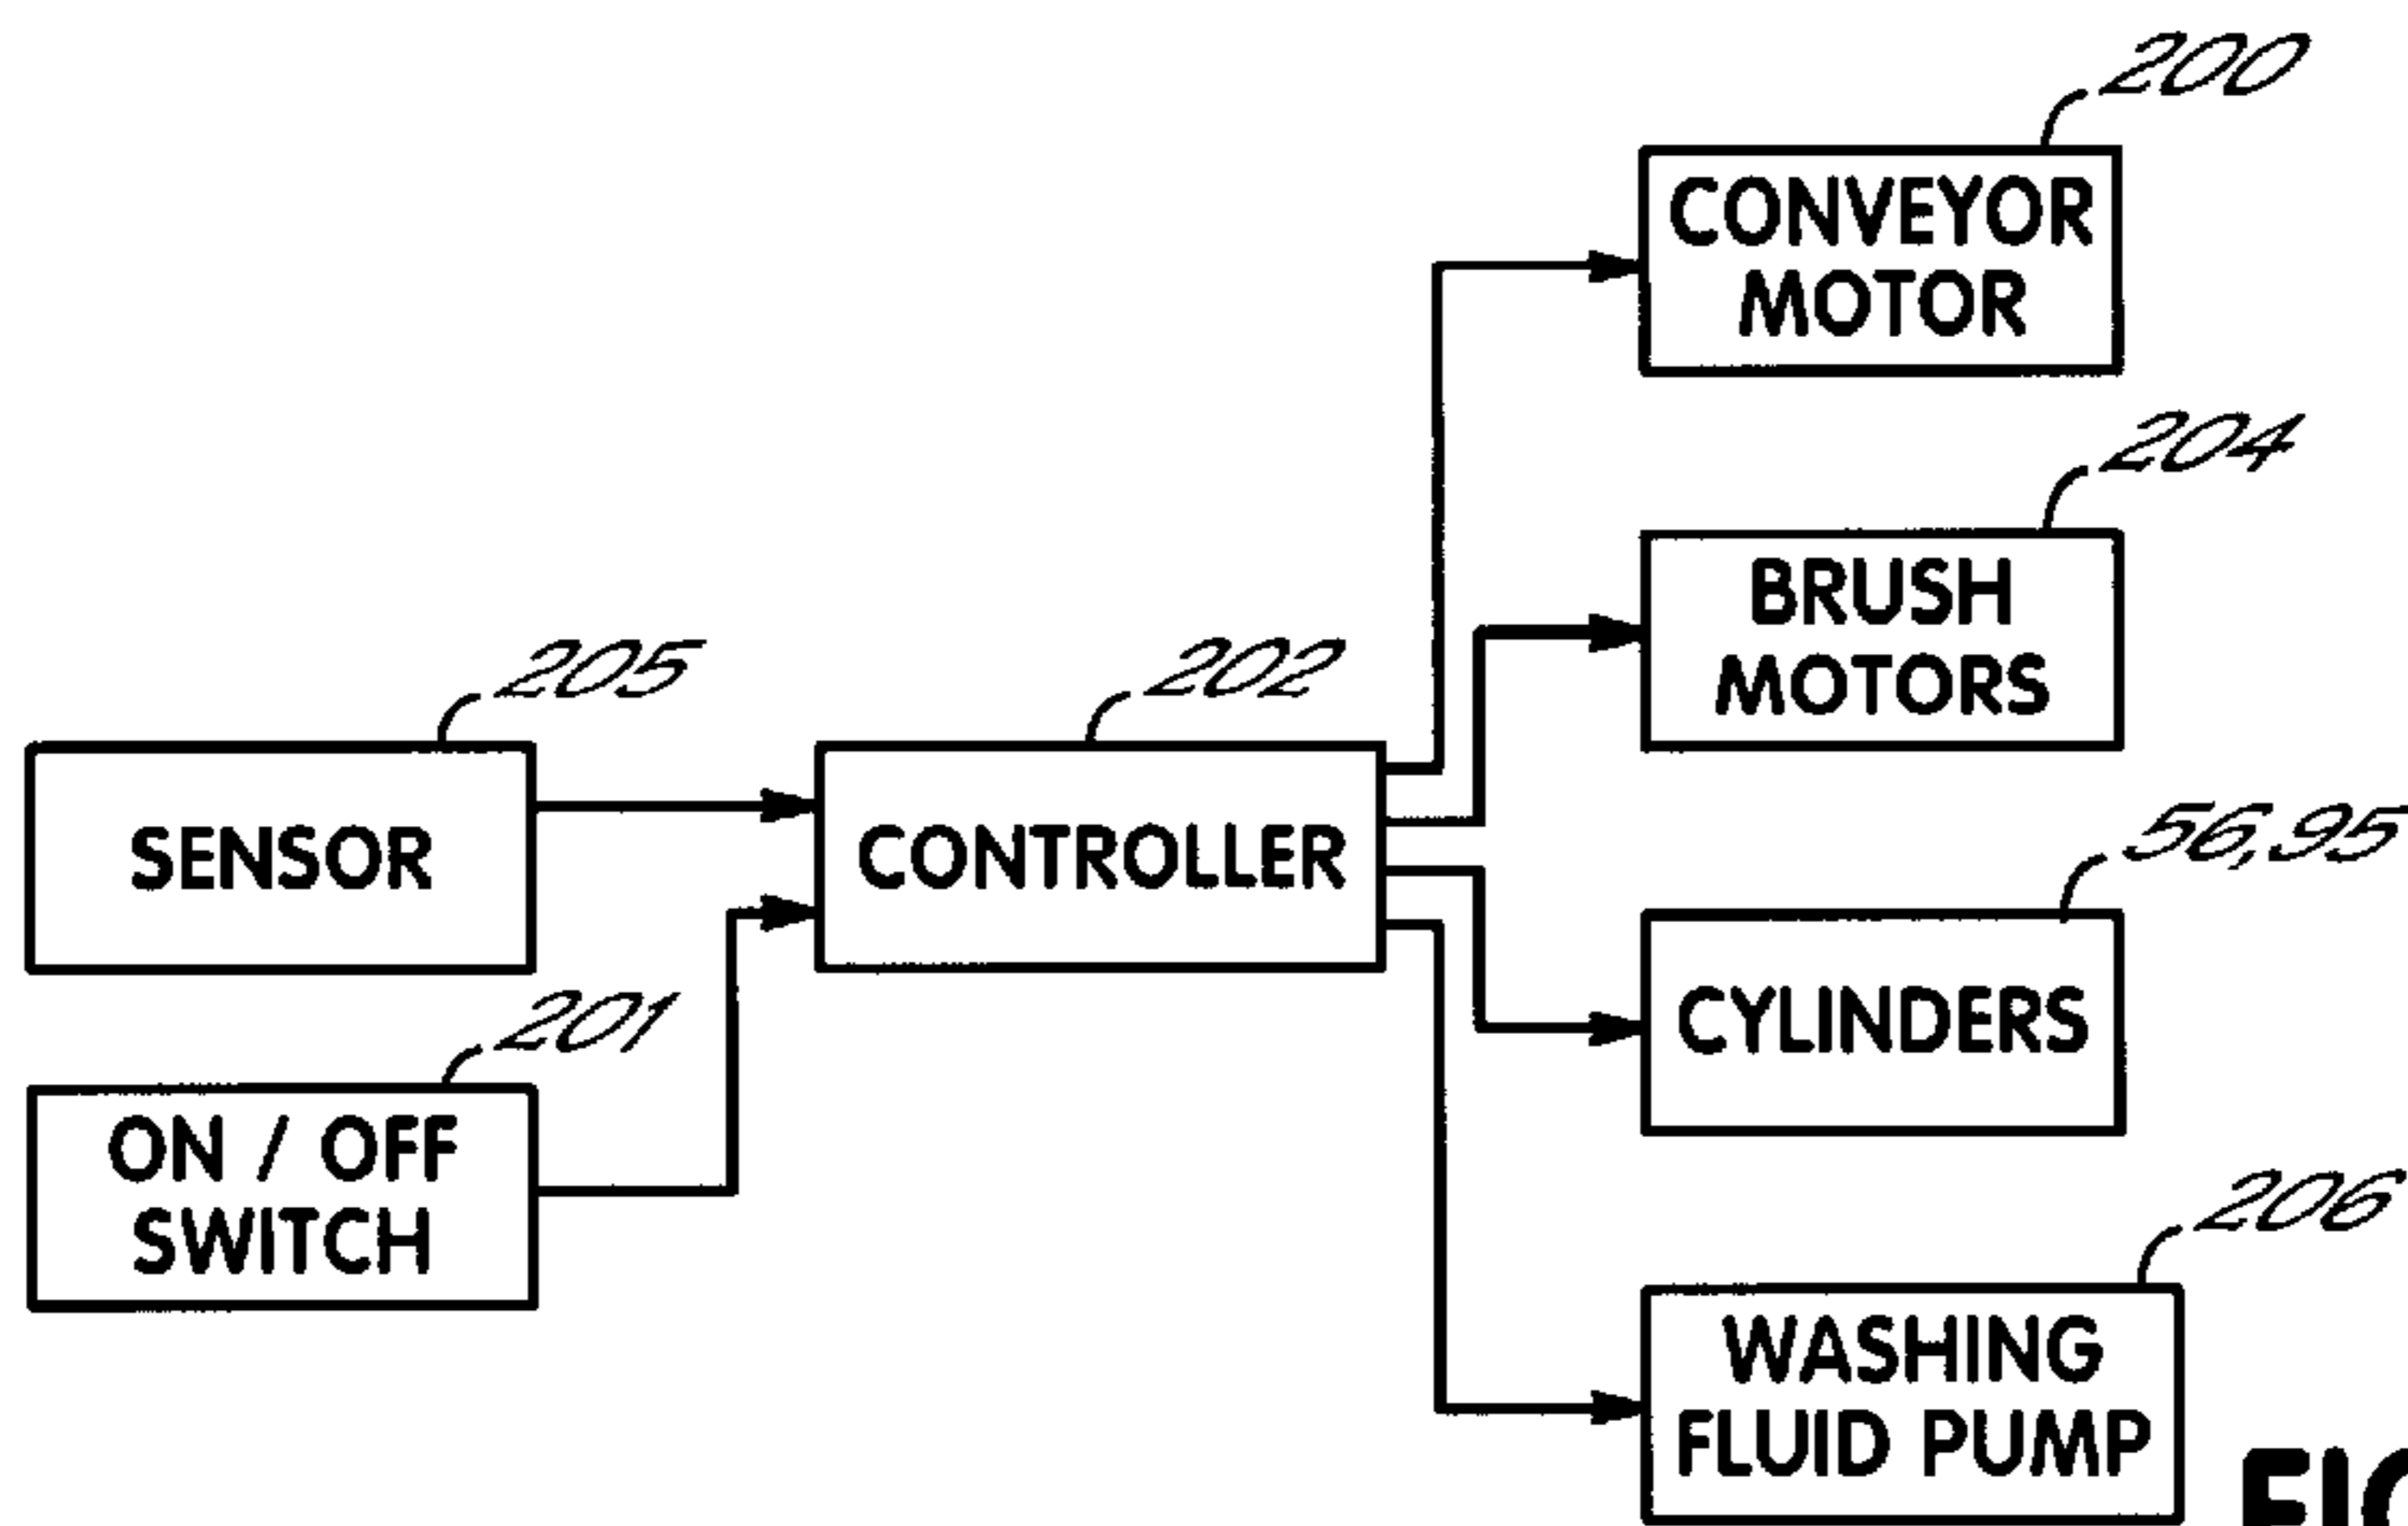 200
CONVEYOR
MOTOR
204
BRUSH
MOTORS
205
SENSOR
202
CONTROLLER
56,95
CYLINDERS
201
ON / OFF
SWITCH
206
WASHING
FLUID PUMP